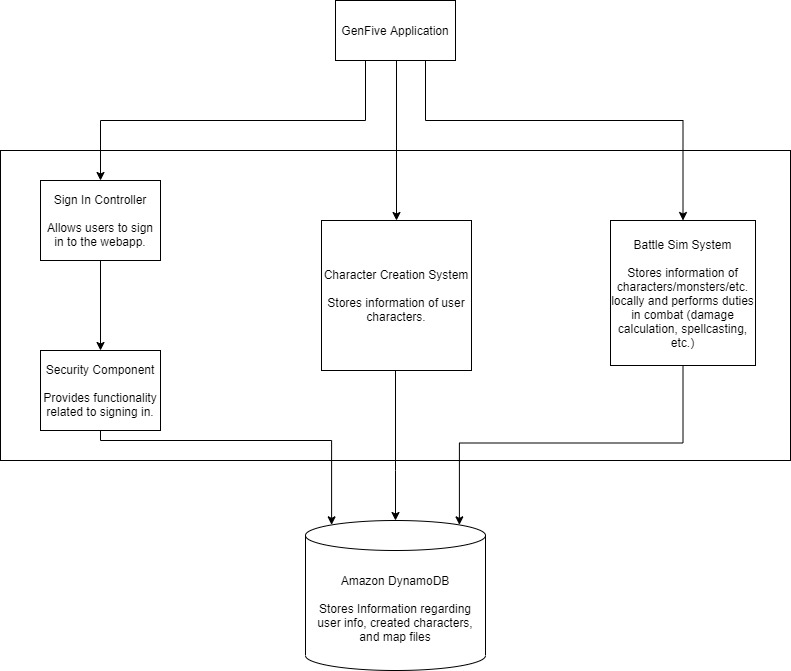 GenFive Application
Sign In Controller
Allows users to sign
in to the webapp.
Security Component
Provides functionality
related to signing in.
Character Creation System
Stores information of user
characters.
Battle Sim System
Stores information of
characters/monsters/etc.
locally and performs duties
in combat (damage
calculation, spellcasting,
etc.)
Amazon DynamoDB
Stores Information regarding
user info, created characters,
and map files